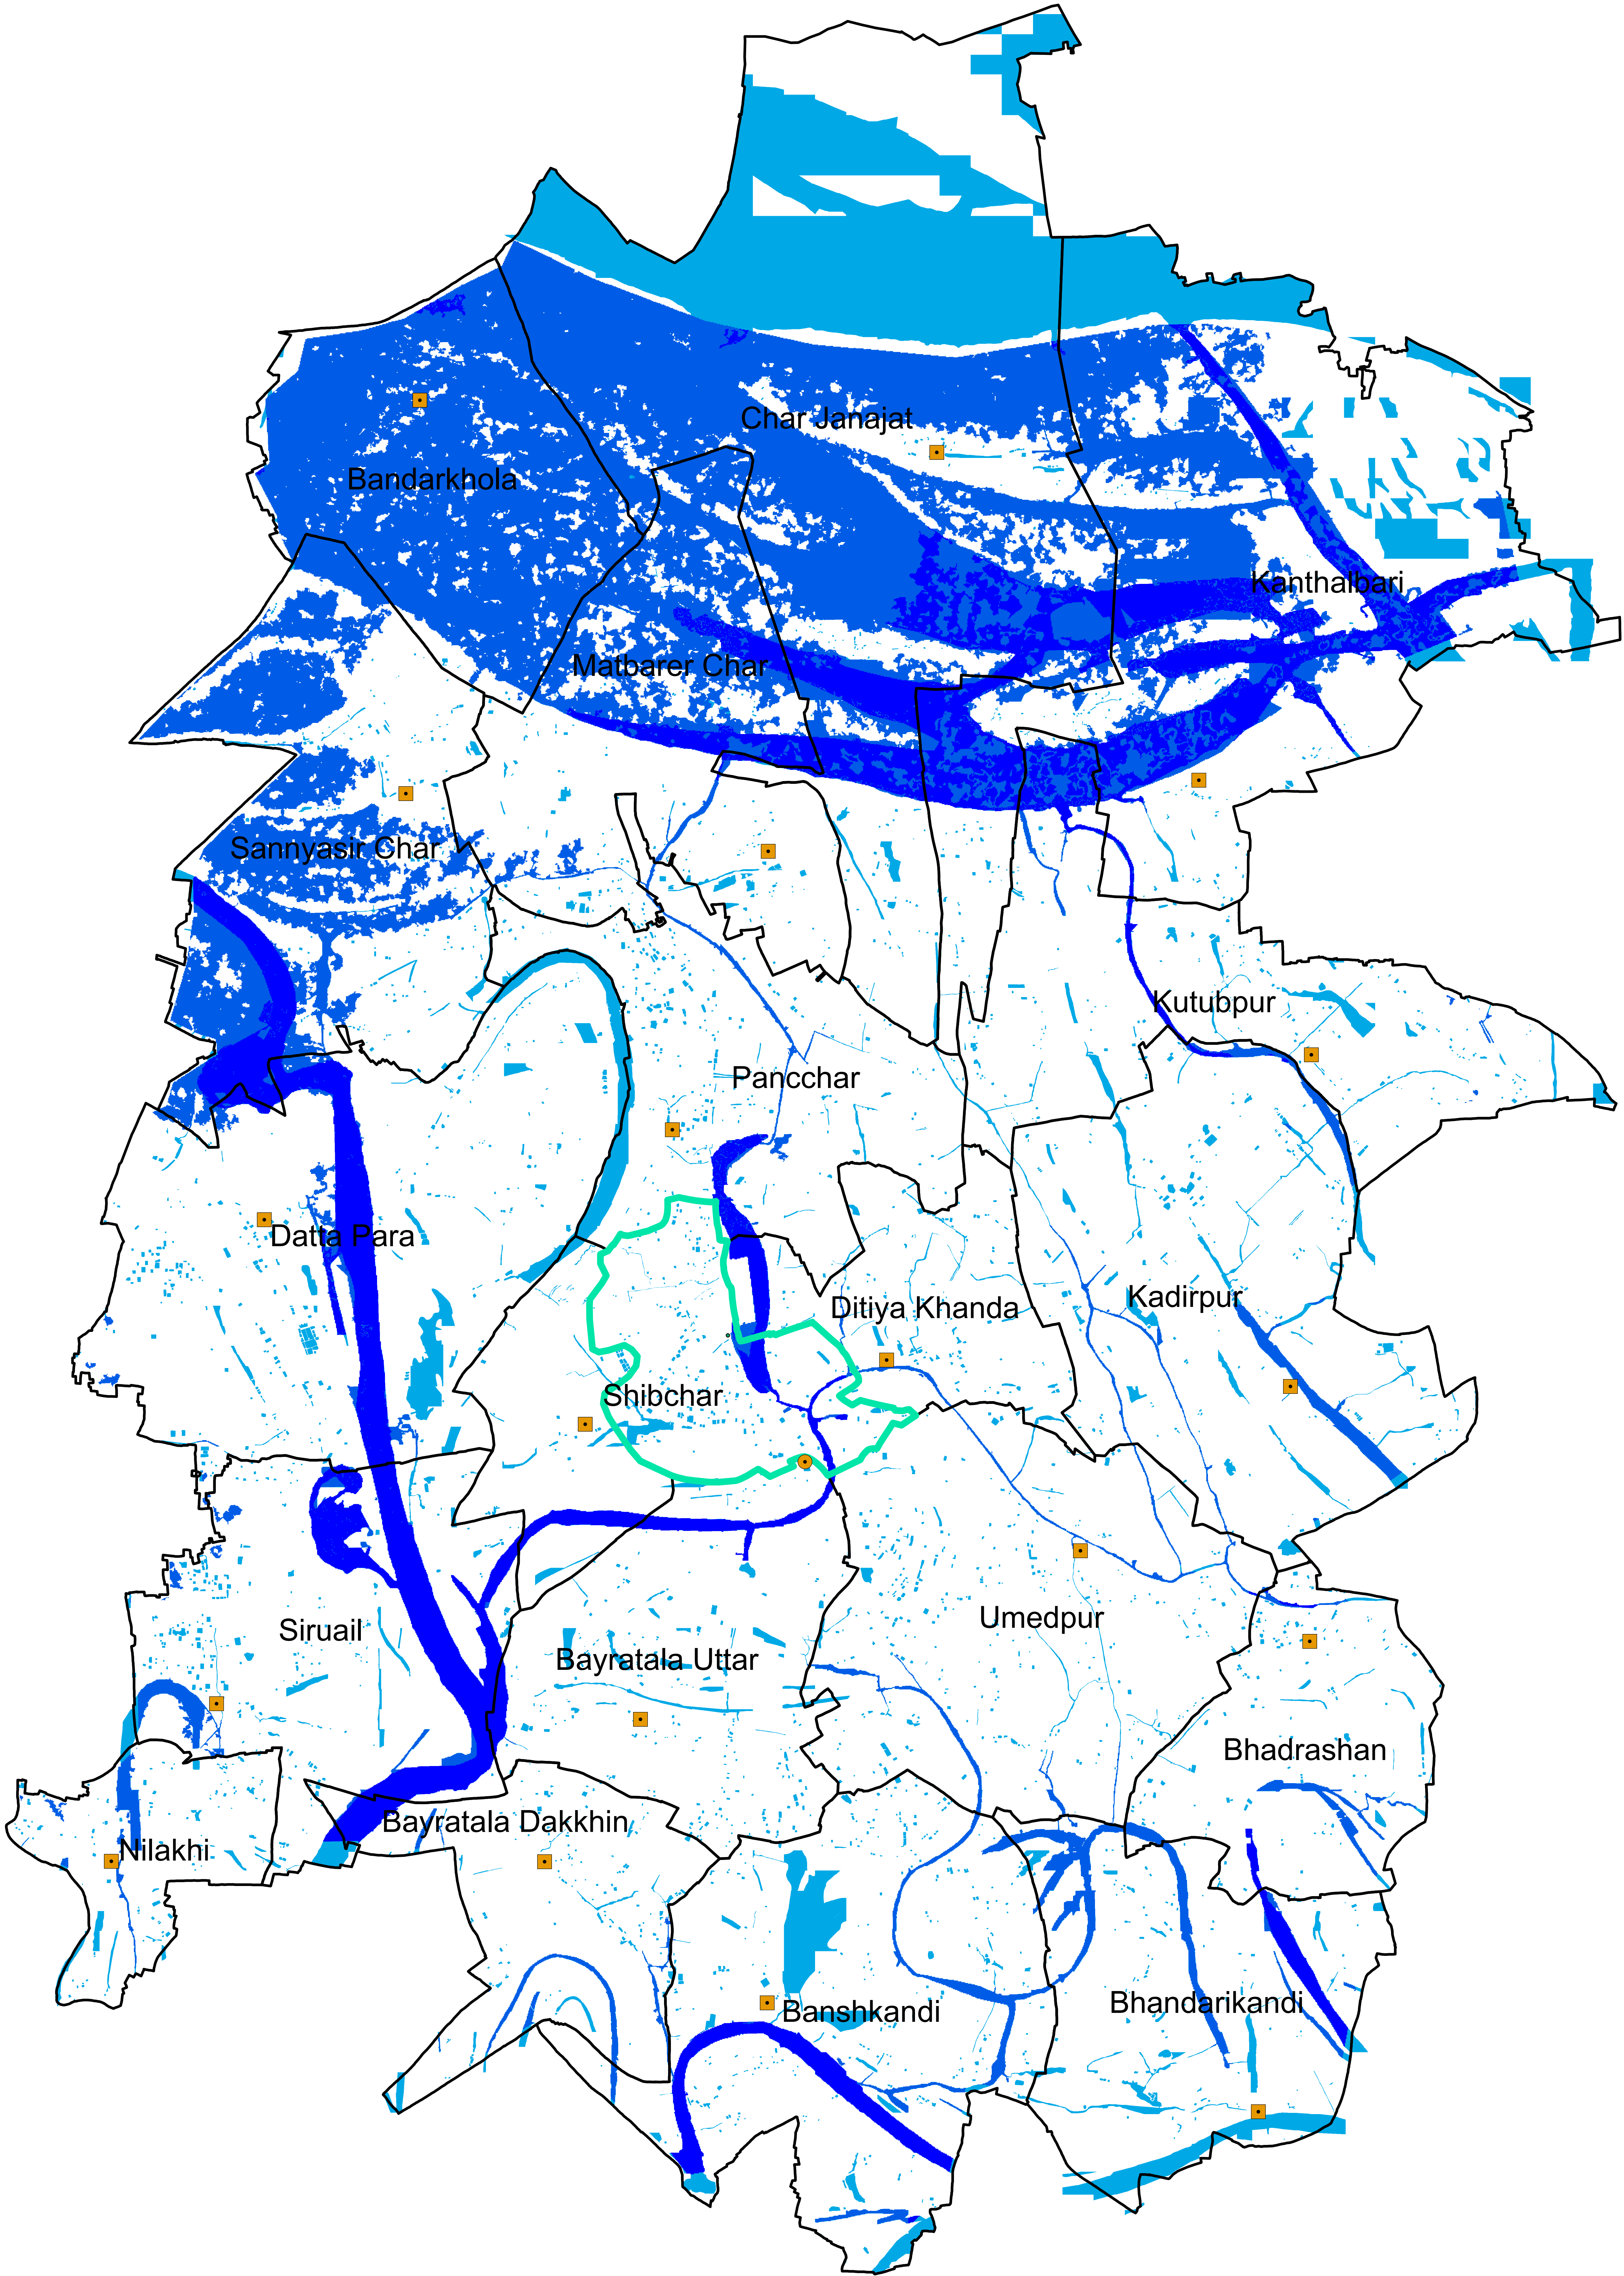 Char Janajat
Bandarkhola
Kanthalbari
Matbarer Char
Sannyasir Char
Kutubpur
Pancchar
Datta Para
Kadirpur
Ditiya Khanda
Shibchar
Umedpur
Siruail
Bayratala Uttar
Bhadrashan
Bayratala Dakkhin
Nilakhi
Bhandarikandi
Banshkandi